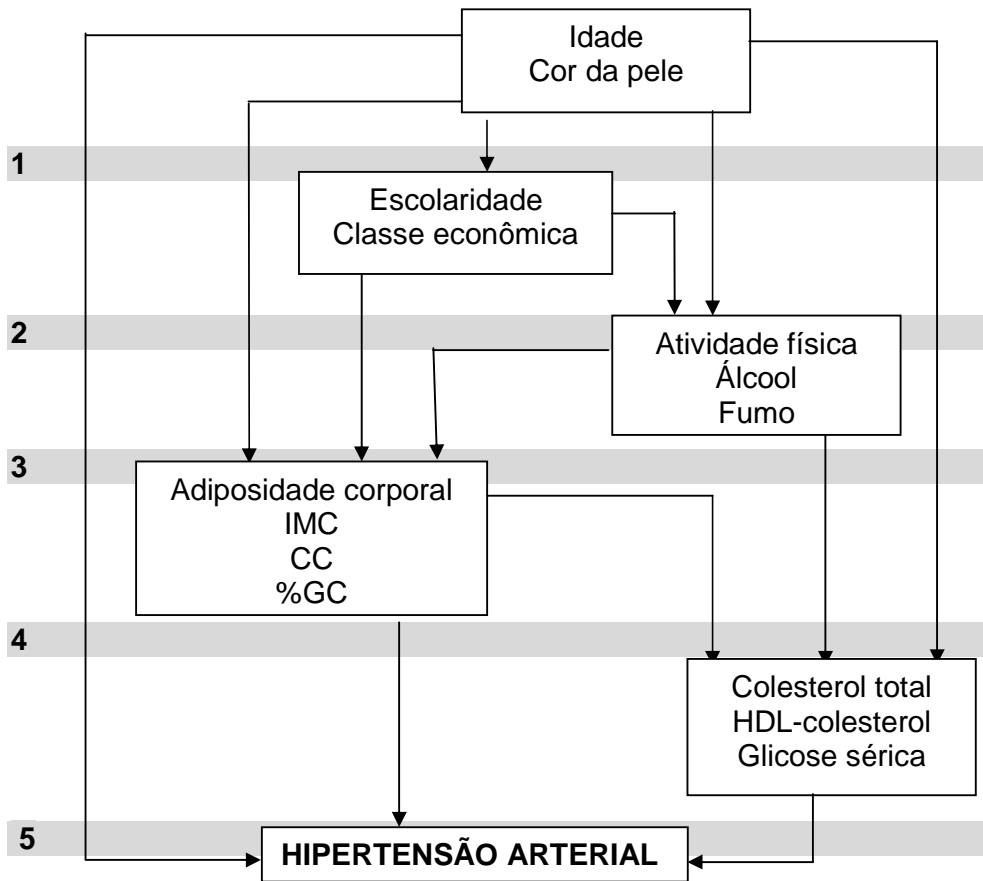 Idade
Cor da pele
1
Escolaridade
Classe econômica
2
Atividade física
Álcool
Fumo
3
Adiposidade corporal
IMC
CC
%GC
4
Colesterol total
HDL-colesterol
Glicose sérica
5
HIPERTENSÃO ARTERIAL